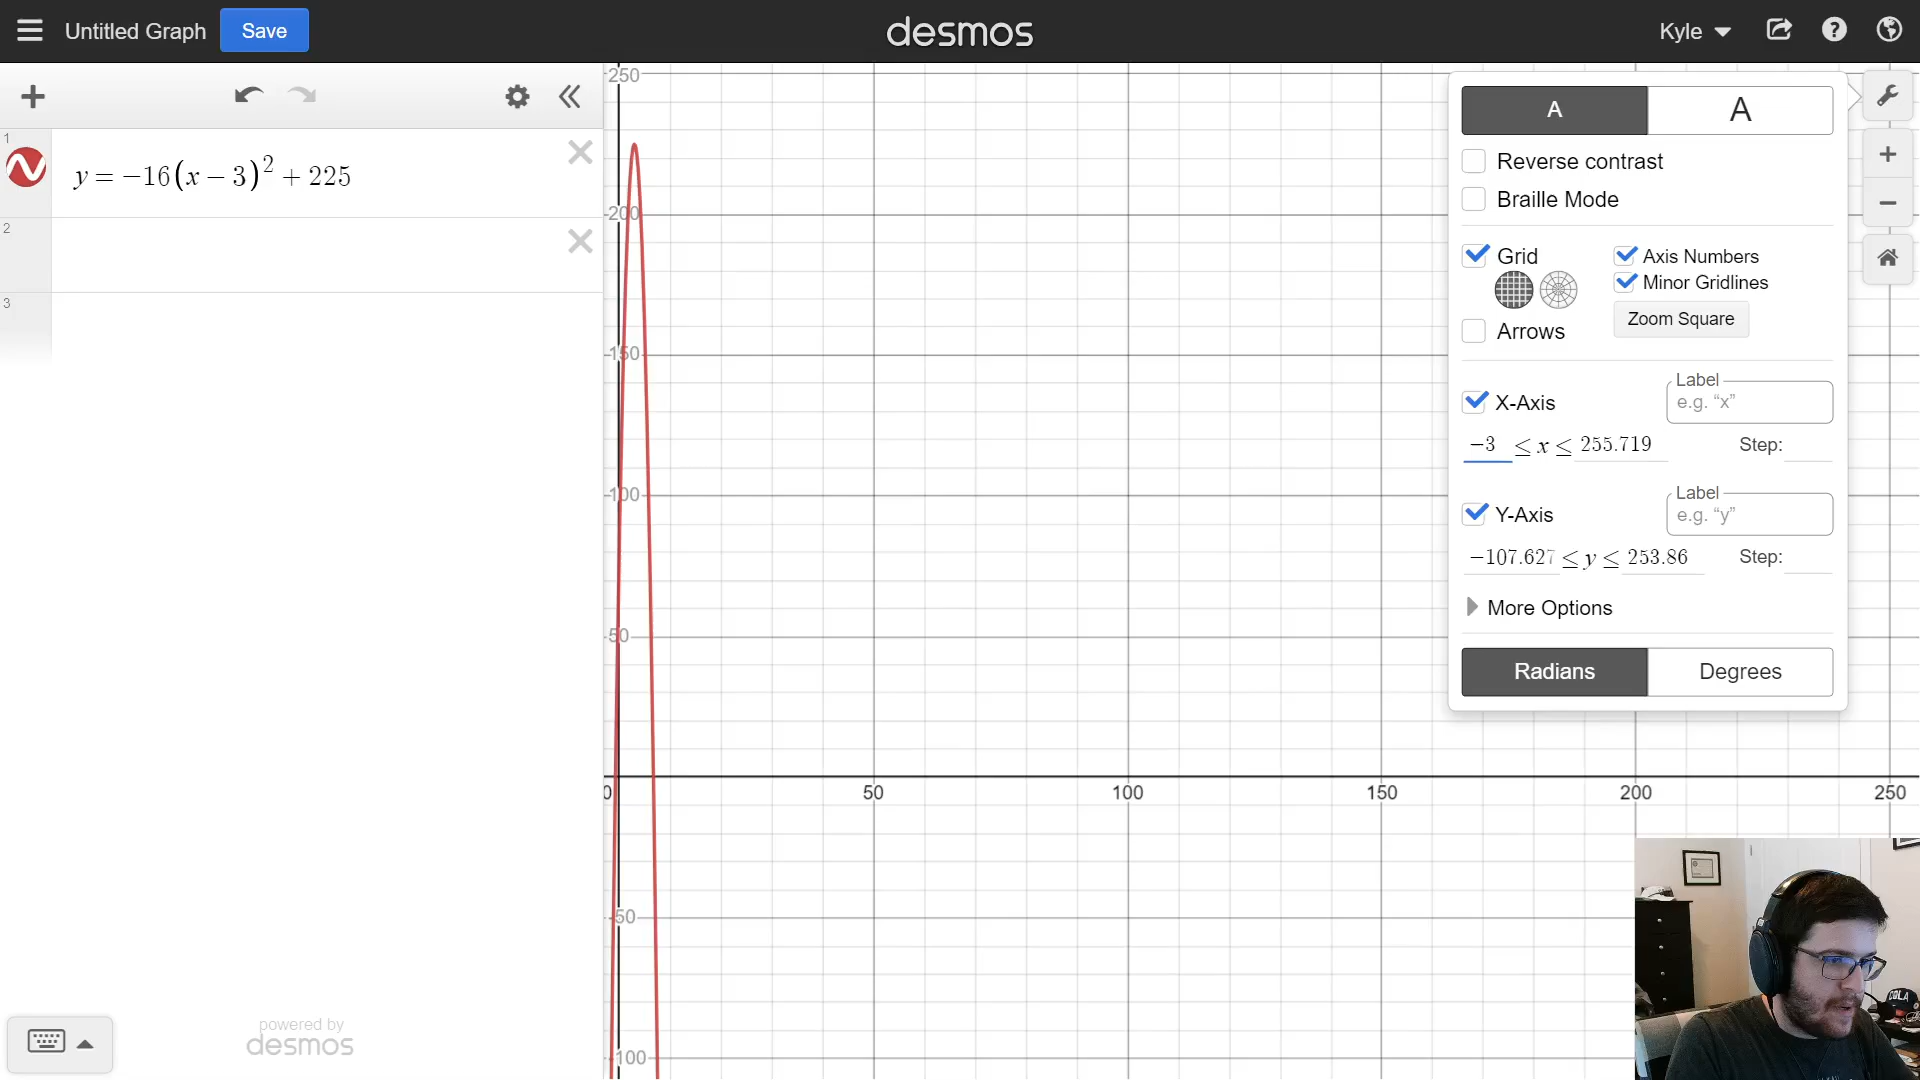 Untitled Graph
Save
desmos
Kyle
1
y = −16(x − 3)² + 225
2
3
powered by
desmos
250
200
150
100
50
0
50
100
150
200
250
-50
-100
A
A
Reverse contrast
Braille Mode
Grid
Axis Numbers
Minor Gridlines
Arrows
Zoom Square
X-Axis
Label
e.g. “x”
−3 ≤ x ≤ 255.719
Step:
Y-Axis
Label
e.g. “y”
−107.627 ≤ y ≤ 253.86
Step:
More Options
Radians
Degrees
COLA